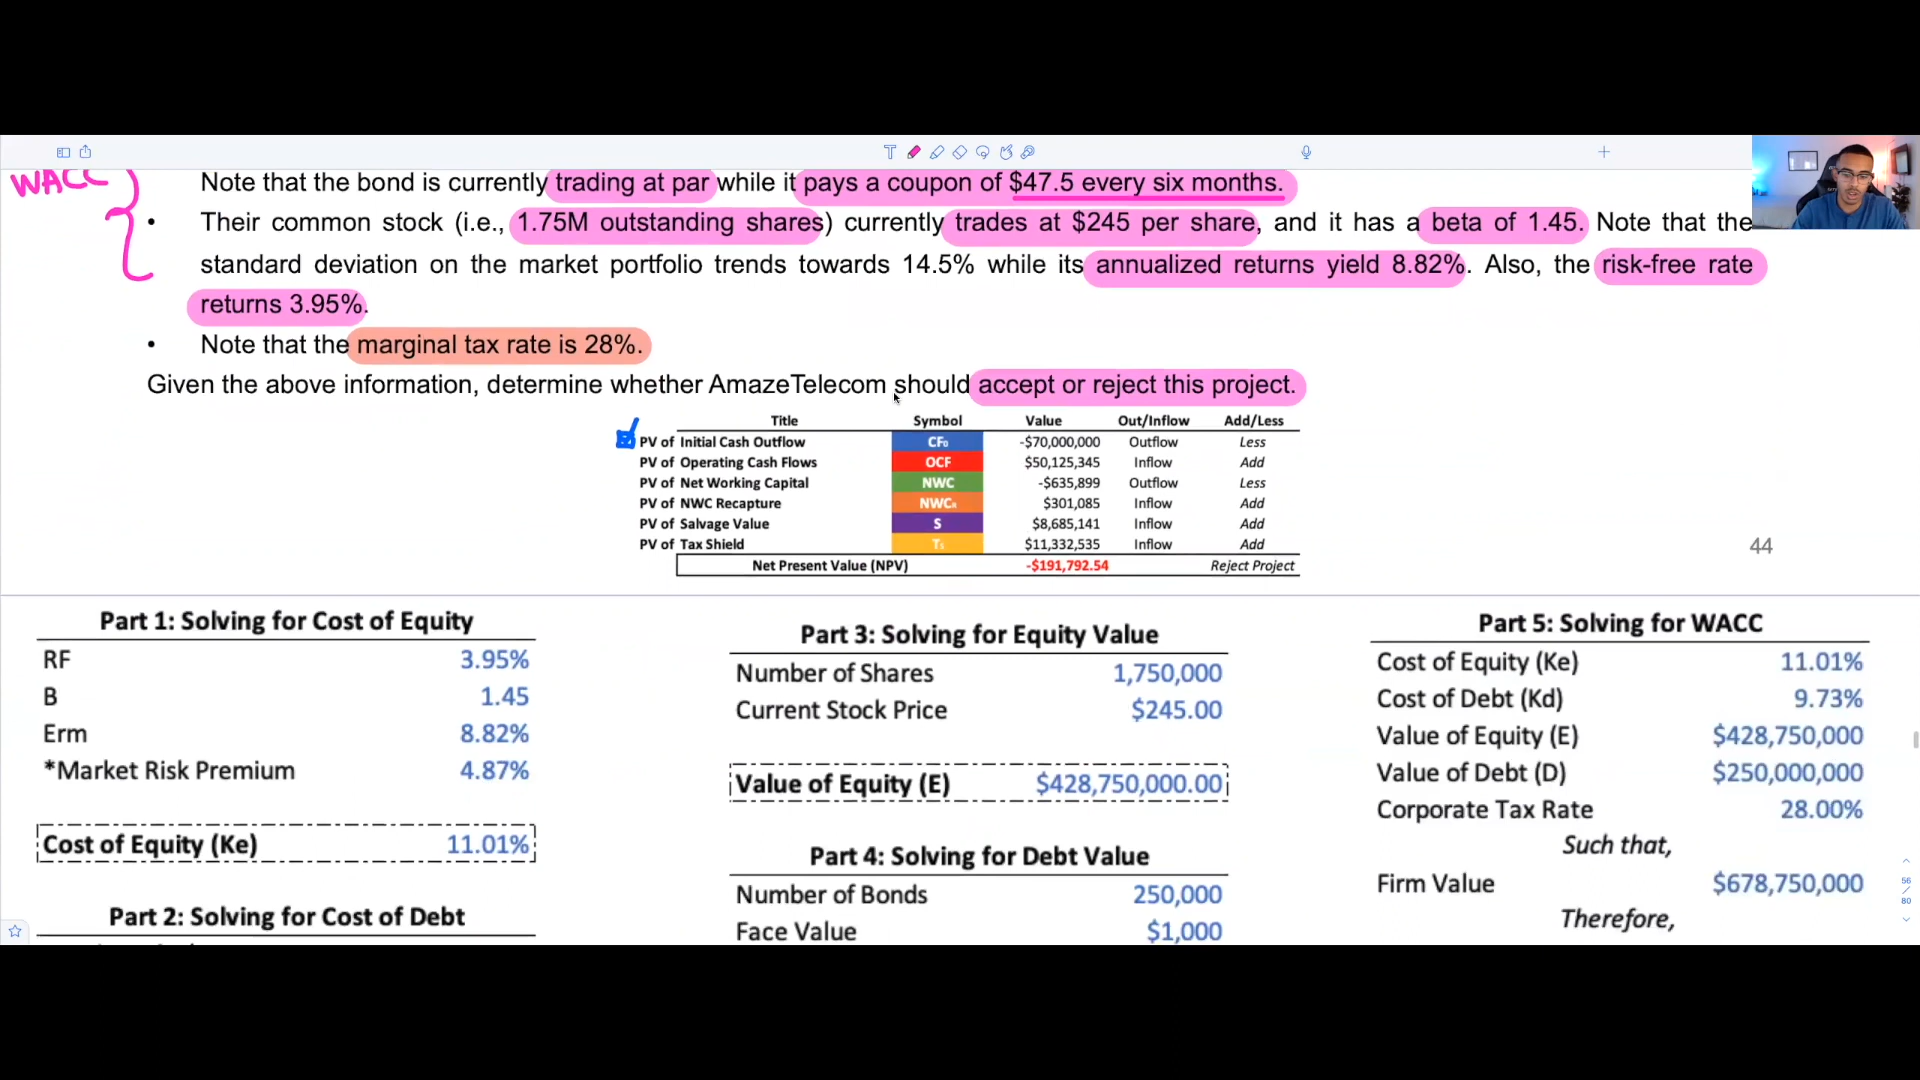 WACC
Note that the bond is currently trading at par while it pays a coupon of $47.5 every six months.
• Their common stock (i.e., 1.75M outstanding shares) currently trades at $245 per share, and it has a beta of 1.45. Note that the
standard deviation on the market portfolio trends towards 14.5% while its annualized returns yield 8.82%. Also, the risk-free rate
returns 3.95%.
• Note that the marginal tax rate is 28%.
Given the above information, determine whether AmazeTelecom should accept or reject this project.
Title Symbol Value Out/Inflow Add/Less
PV of Initial Cash Outflow CF₀ -$70,000,000 Outflow Less
PV of Operating Cash Flows OCF $50,125,345 Inflow Add
PV of Net Working Capital NWC -$635,899 Outflow Less
PV of NWC Recapture NWCR $301,085 Inflow Add
PV of Salvage Value S $8,685,141 Inflow Add
PV of Tax Shield Ts $11,332,535 Inflow Add
Net Present Value (NPV) -$191,792.54 Reject Project
44
Part 1: Solving for Cost of Equity
RF 3.95%
B 1.45
Erm 8.82%
*Market Risk Premium 4.87%
Cost of Equity (Ke) 11.01%
Part 2: Solving for Cost of Debt
Part 3: Solving for Equity Value
Number of Shares 1,750,000
Current Stock Price $245.00
Value of Equity (E) $428,750,000.00
Part 4: Solving for Debt Value
Number of Bonds 250,000
Face Value $1,000
Part 5: Solving for WACC
Cost of Equity (Ke) 11.01%
Cost of Debt (Kd) 9.73%
Value of Equity (E) $428,750,000
Value of Debt (D) $250,000,000
Corporate Tax Rate 28.00%
Such that,
Firm Value $678,750,000
Therefore,
56
/
80